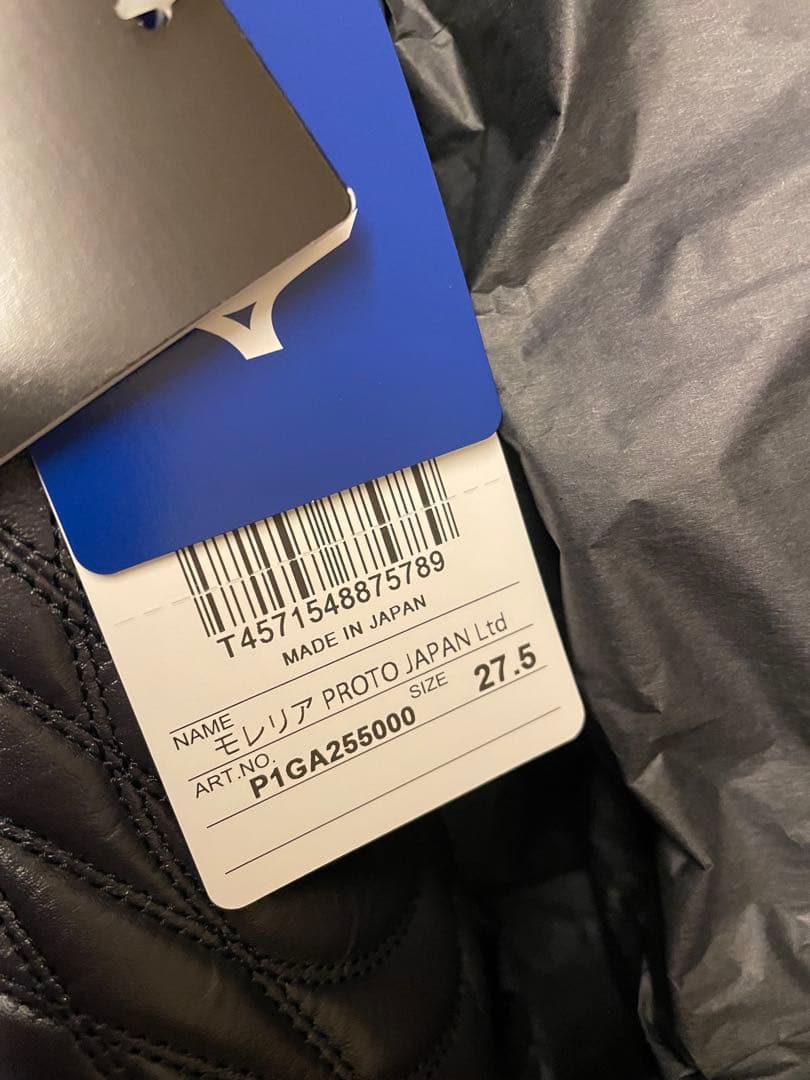 T4571548875789
MADE IN JAPAN
NAME
モレリア PROTO JAPAN Ltd
ART.NO.
P1GA255000
SIZE
27.5